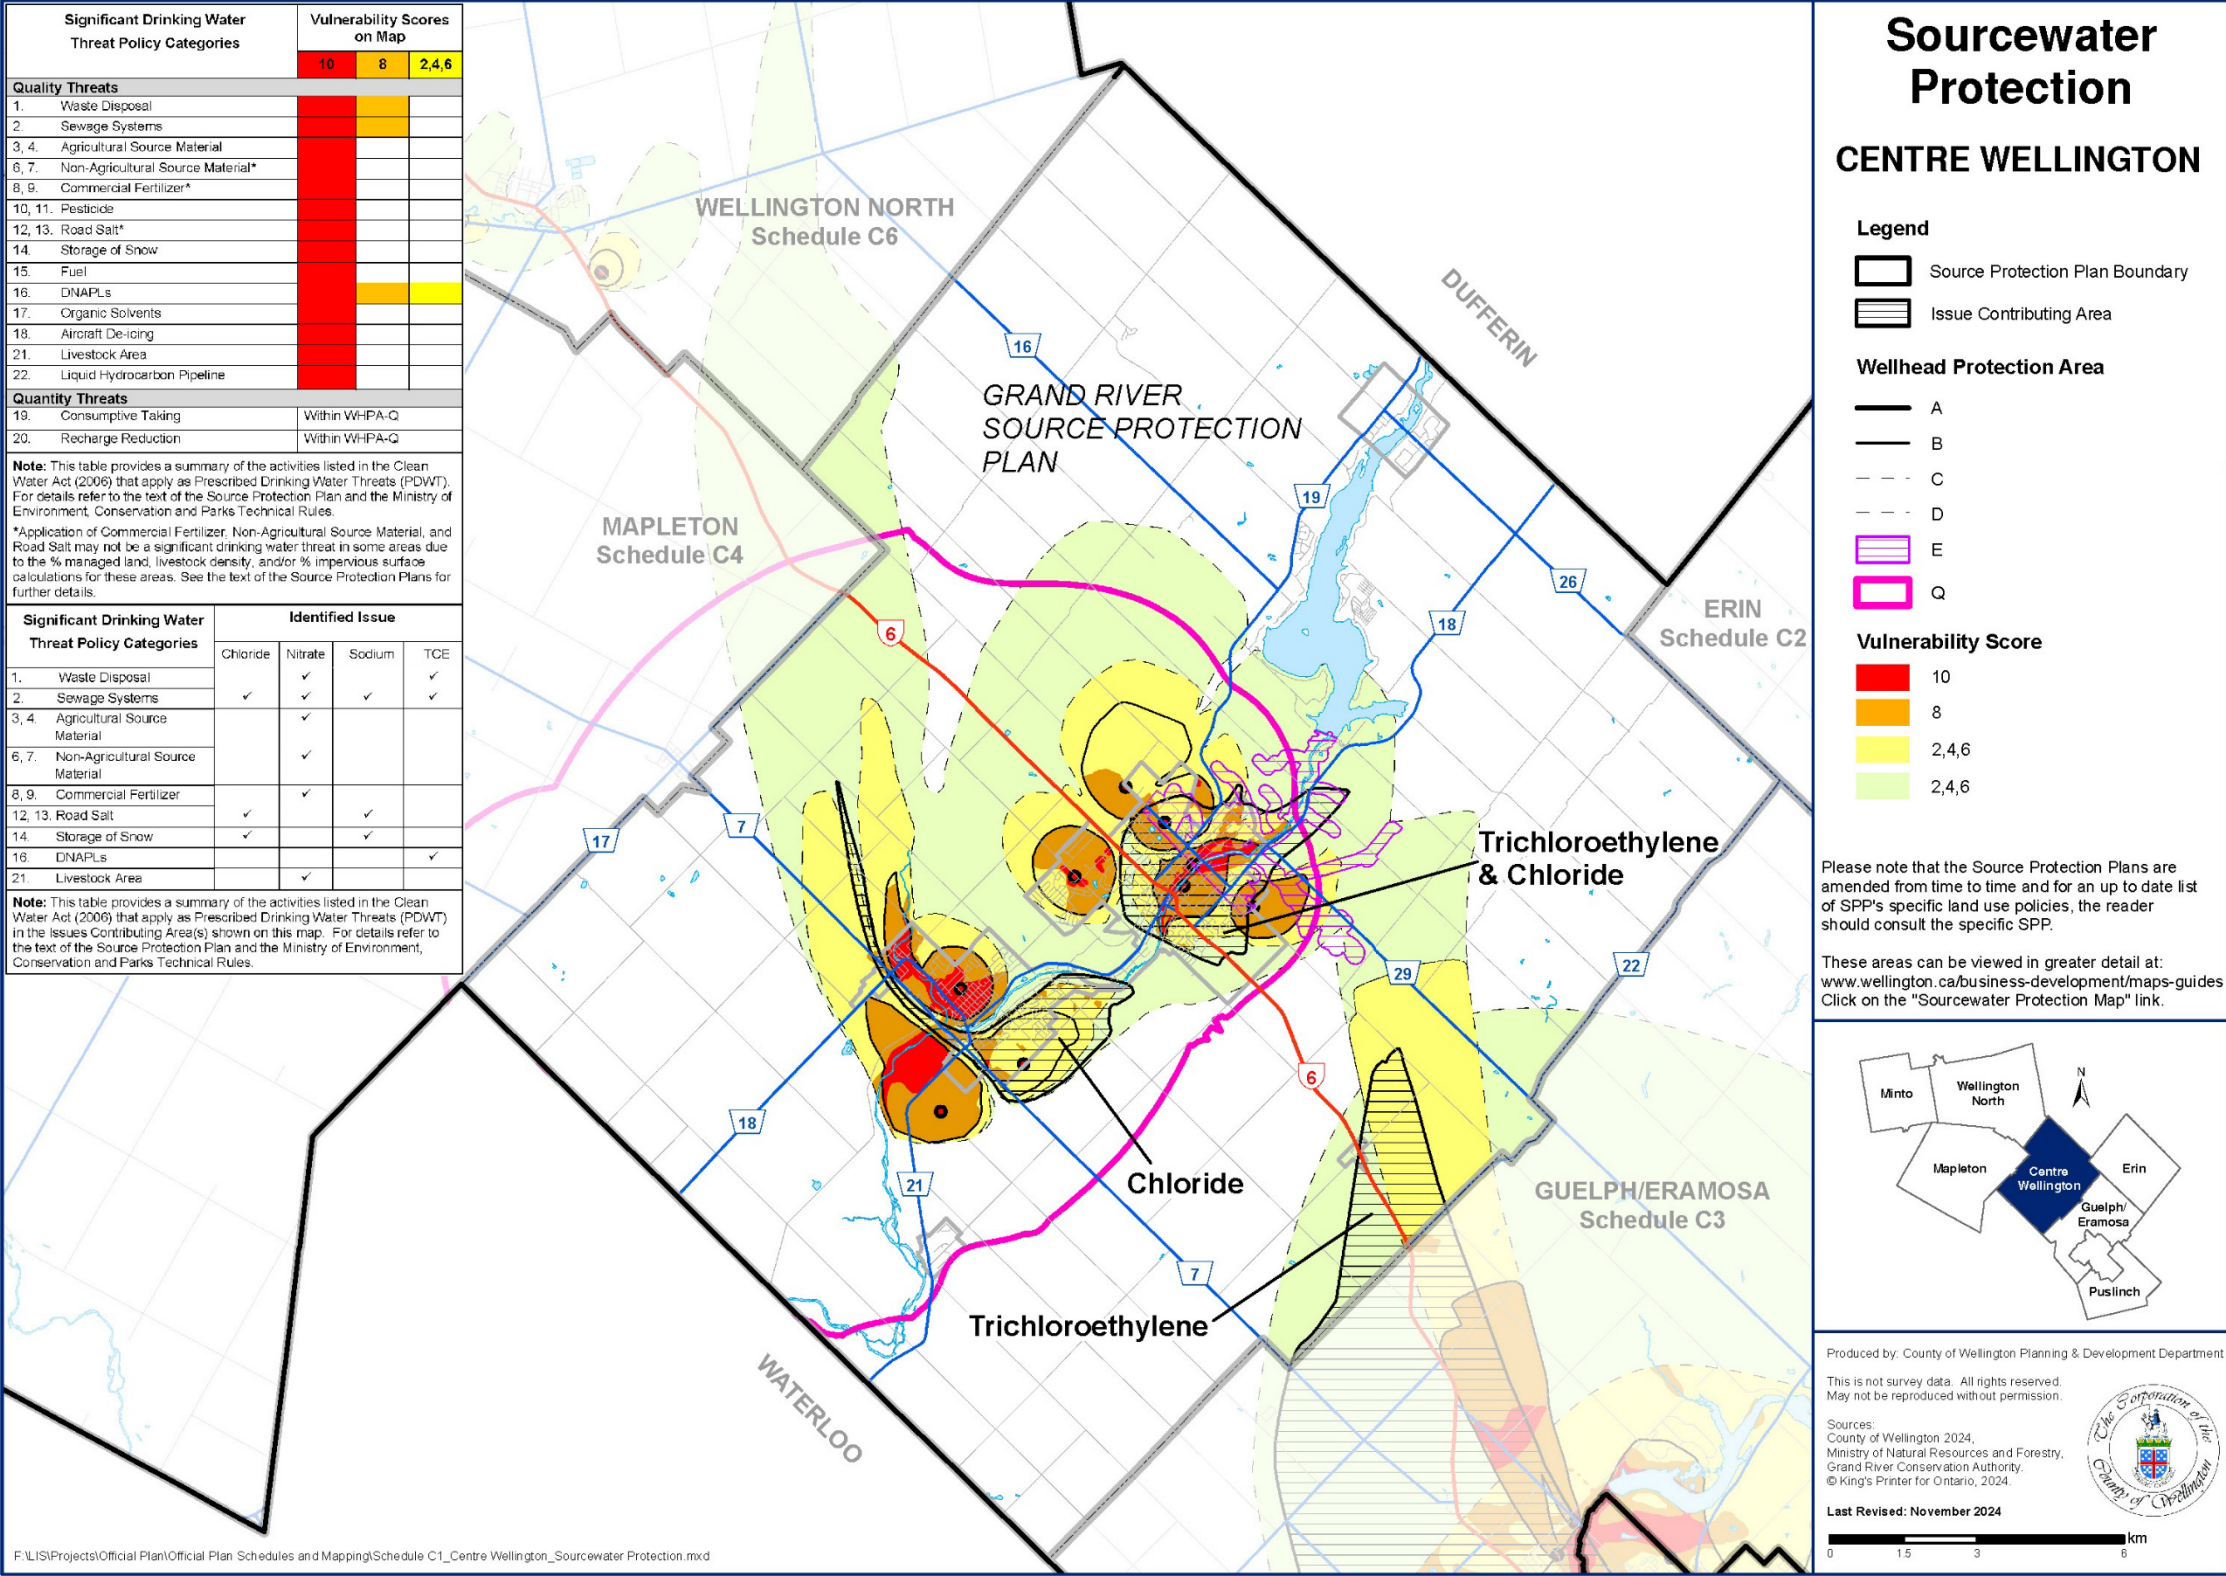 Significant Drinking Water
Threat Policy Categories
Vulnerability Scores
on Map
10 8 2,4,6
Quality Threats
1. Waste Disposal
2. Sewage Systems
3, 4. Agricultural Source Material
6, 7. Non-Agricultural Source Material*
8, 9. Commercial Fertilizer*
10, 11. Pesticide
12, 13. Road Salt*
14. Storage of Snow
15. Fuel
16. DNAPLs
17. Organic Solvents
18. Aircraft De-icing
21. Livestock Area
22. Liquid Hydrocarbon Pipeline
Quantity Threats
19. Consumptive Taking Within WHPA-Q
20. Recharge Reduction Within WHPA-Q
Note: This table provides a summary of the activities listed in the Clean
Water Act (2006) that apply as Prescribed Drinking Water Threats (PDWT).
For details refer to the text of the Source Protection Plan and the Ministry of
Environment, Conservation and Parks Technical Rules.
*Application of Commercial Fertilizer, Non-Agricultural Source Material, and
Road Salt may not be a significant drinking water threat in some areas due
to the % managed land, livestock density, and/or % impervious surface
calculations for these areas. See the text of the Source Protection Plans for
further details.
Significant Drinking Water
Threat Policy Categories
Identified Issue
Chloride Nitrate Sodium TCE
1. Waste Disposal ✓ ✓
2. Sewage Systems ✓ ✓ ✓ ✓
3, 4. Agricultural Source ✓
Material
6, 7. Non-Agricultural Source ✓
Material
8, 9. Commercial Fertilizer ✓
12, 13. Road Salt ✓ ✓
14. Storage of Snow ✓ ✓
16. DNAPLs ✓
21. Livestock Area ✓
Note: This table provides a summary of the activities listed in the Clean
Water Act (2006) that apply as Prescribed Drinking Water Threats (PDWT)
in the Issues Contributing Area(s) shown on this map. For details refer to
the text of the Source Protection Plan and the Ministry of Environment,
Conservation and Parks Technical Rules.
WELLINGTON NORTH
Schedule C6
DUFFERIN
16
GRAND RIVER
SOURCE PROTECTION
PLAN
19
MAPLETON
Schedule C4
26
ERIN
Schedule C2
18
6
17
7
Trichloroethylene
& Chloride
29
22
6
18
21
Chloride
GUELPH/ERAMOSA
Schedule C3
7
Trichloroethylene
WATERLOO
F:\LIS\Projects\Official Plan\Official Plan Schedules and Mapping\Schedule C1_Centre Wellington_Sourcewater Protection.mxd
Sourcewater
Protection
CENTRE WELLINGTON
Legend
Source Protection Plan Boundary
Issue Contributing Area
Wellhead Protection Area
A
B
C
D
E
Q
Vulnerability Score
10
8
2,4,6
2,4,6
Please note that the Source Protection Plans are
amended from time to time and for an up to date list
of SPP's specific land use policies, the reader
should consult the specific SPP.
These areas can be viewed in greater detail at:
www.wellington.ca/business-development/maps-guides
Click on the "Sourcewater Protection Map" link.
N
Minto
Wellington
North
Mapleton
Centre
Wellington
Erin
Guelph/
Eramosa
Puslinch
Produced by: County of Wellington Planning & Development Department
This is not survey data. All rights reserved.
May not be reproduced without permission.
Sources:
County of Wellington 2024,
Ministry of Natural Resources and Forestry,
Grand River Conservation Authority.
© King's Printer for Ontario, 2024.
The Corporation of the
County of Wellington
Last Revised: November 2024
km
0 1.5 3 6